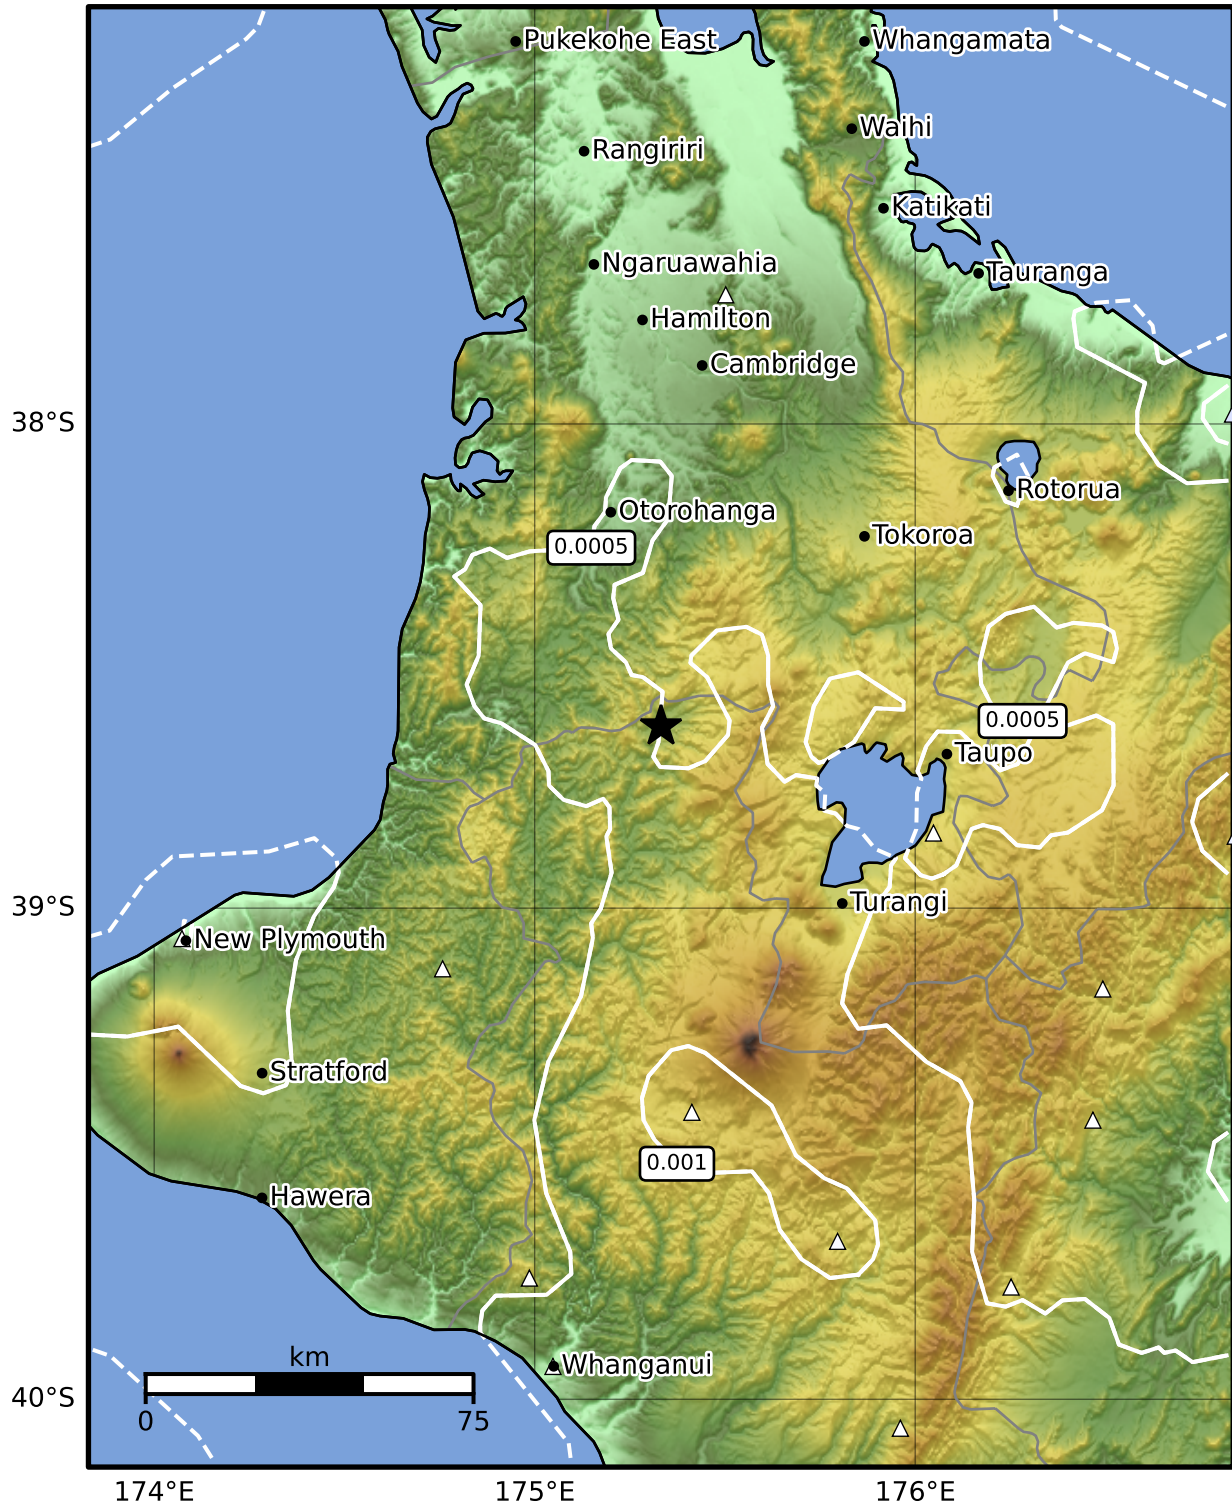 Pukekohe East
Whangamata
Waihi
Rangiriri
Katikati
Ngaruawahia
Tauranga
Hamilton
Cambridge
38°S
Rotorua
Otorohanga
Tokoroa
0.0005
0.0005
Taupo
39°S
Turangi
New Plymouth
Stratford
0.001
Hawera
km
Whanganui
40°S
0
75
174°E
175°E
176°E